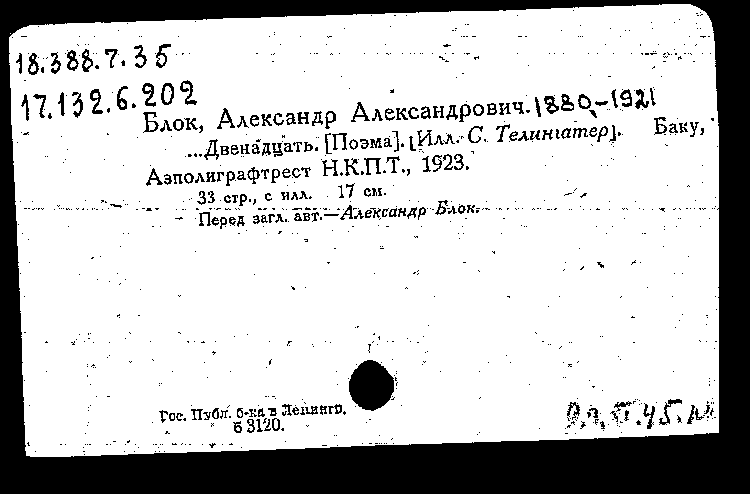 18.388.7.35
17.132.6.202
Блок, Александр Александрович. 1880-1921
...Двенадцать. [Поэма]. [Илл. С. Телингатер]. Баку,
Азполиграфтрест Н.К.П.Т., 1923.
33 стр., с илл. 17 см.
Перед загл. авт.—Александр Блок.
Гос. Публ. б-ка в Ленингр.
б 3120.